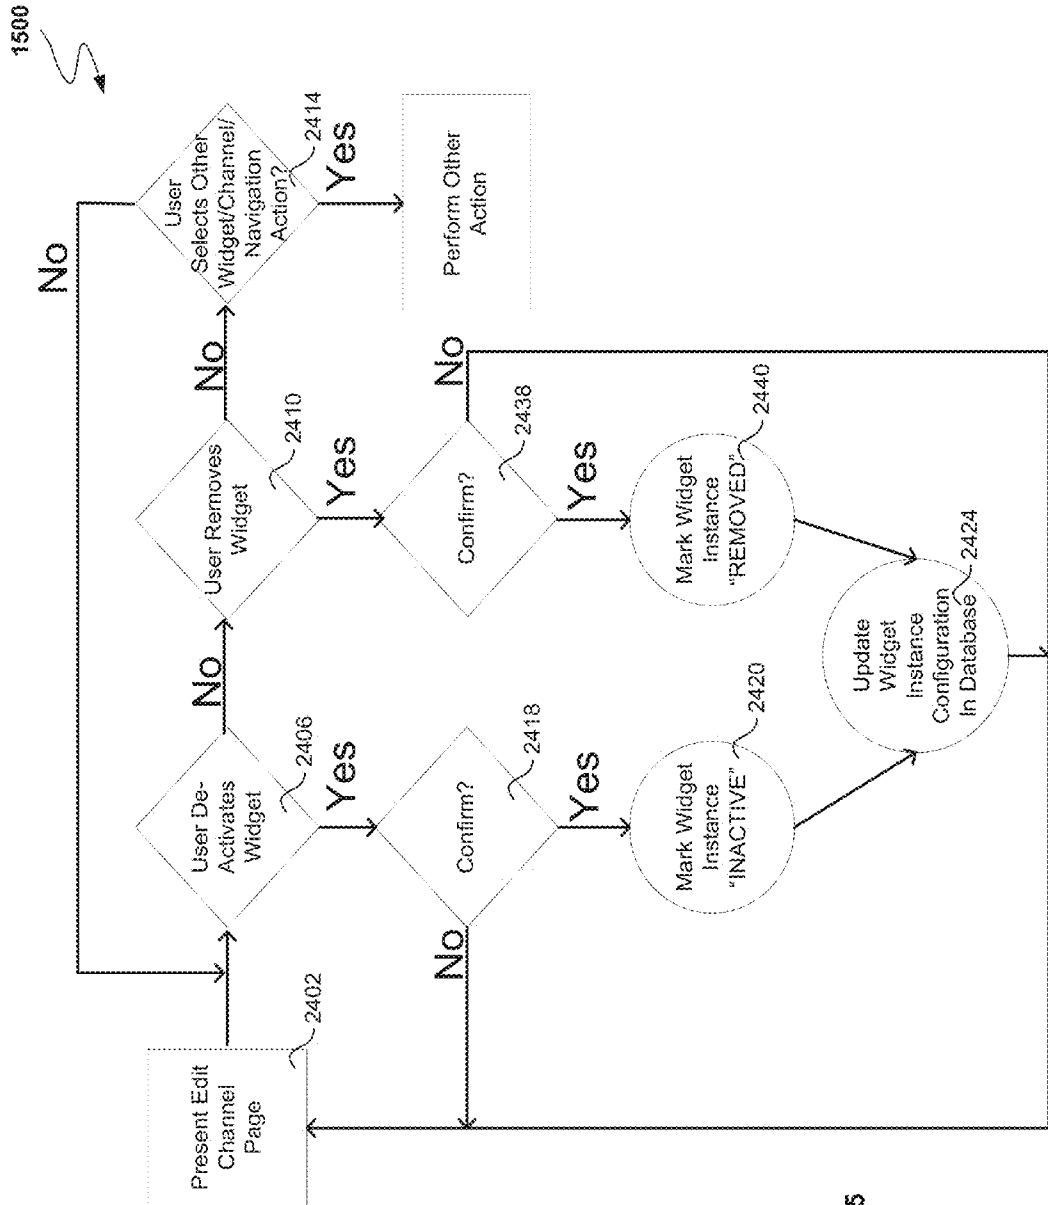 1500
No
Present Edit
Channel
Page
2402
User De-
Activates
Widget
2406
No
User Removes
Widget
2410
No
User
Selects Other
Widget/Channel/
Navigation
Action?
2414
Yes
Yes
Yes
Perform Other
Action
No
Confirm?
2418
Confirm?
2438
No
Yes
Yes
Mark Widget
Instance
"INACTIVE"
2420
Mark Widget
Instance
"REMOVED"
2440
Update
Widget
Instance
Configuration
In Database
2424
5